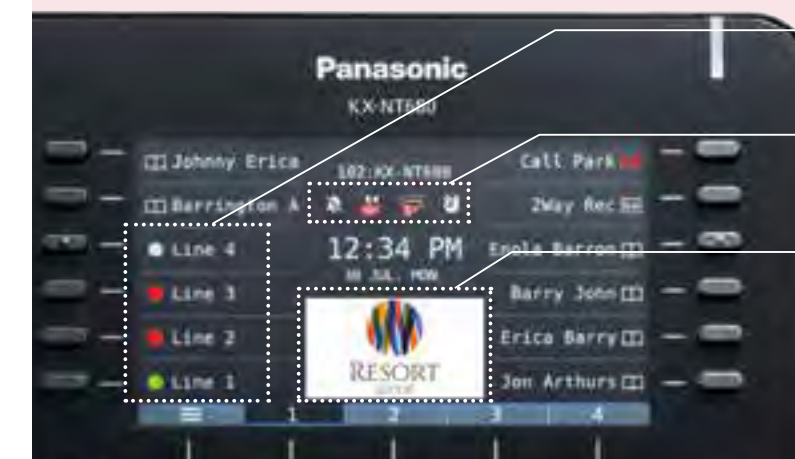 Panasonic
KX-NT680
Johnny Erica
102:KX-NT680
Call Park
Barrington A
2Way Rec
Line 4
12:34 PM
JUL. MON
Enola Barron
Line 3
Barry John
Line 2
Erica Barry
RESORT
Line 1
Jon Arthurs
1 2 3 4